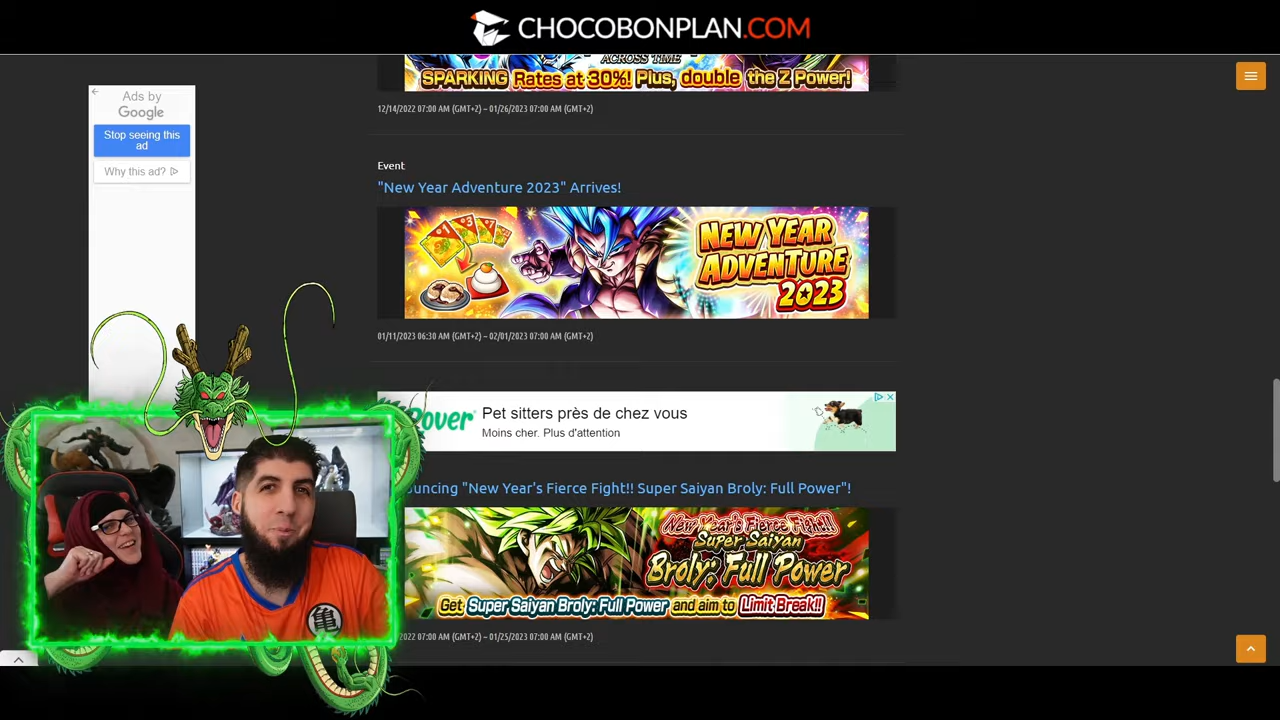 CHOCOBONPLAN.COM
ACROSS TIME
SPARKING Rates at 30%! Plus, double the Z Power!
12/14/2022 07:00 AM (GMT+2) – 01/26/2023 07:00 AM (GMT+2)
Ads by
Google
Stop seeing this
ad
Why this ad?
Event
"New Year Adventure 2023" Arrives!
NEW YEAR
ADVENTURE
2023
01/11/2023 06:30 AM (GMT+2) – 02/01/2023 07:00 AM (GMT+2)
Rover
Pet sitters près de chez vous
Moins cher. Plus d'attention
uncing "New Year's Fierce Fight!! Super Saiyan Broly: Full Power"!
New Year's Fierce Fight!!
Super Saiyan
Broly: Full Power
Get Super Saiyan Broly: Full Power and aim to Limit Break!!
2022 07:00 AM (GMT+2) – 01/25/2023 07:00 AM (GMT+2)
亀